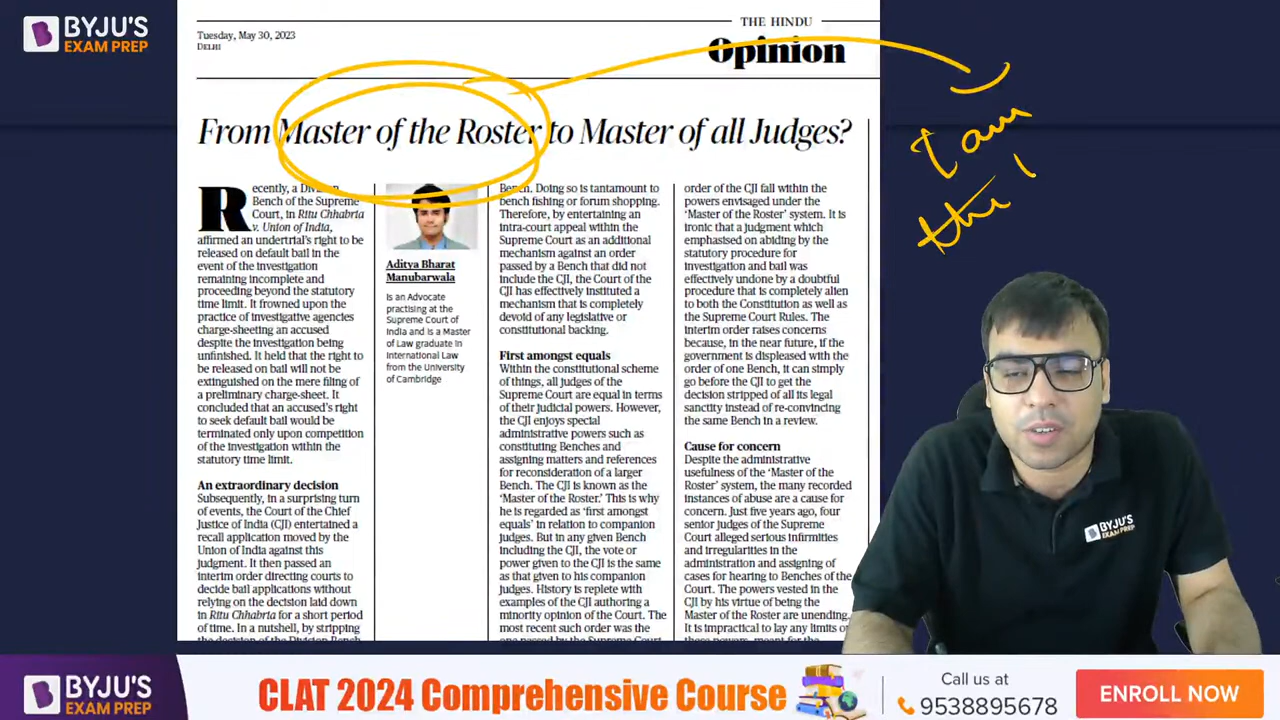 BYJU'S
EXAM PREP
Tuesday, May 30, 2023
DELHI
THE HINDU
Opinion
From Master of the Roster to Master of all Judges?
I am
the
Recently, a Division
Bench of the Supreme
Court, in Ritu Chhabria
v. Union of India,
affirmed an undertrial's right to be
released on default bail in the
event of the investigation
remaining incomplete and
proceeding beyond the statutory
time limit. It frowned upon the
practice of investigative agencies
charge-sheeting an accused
despite the investigation being
unfinished. It held that the right to
be released on bail will not be
extinguished on the mere filing of
a preliminary charge-sheet. It
concluded that an accused's right
to seek default bail would be
terminated only upon competition
of the investigation within the
statutory time limit.
An extraordinary decision
Subsequently, in a surprising turn
of events, the Court of the Chief
Justice of India (CJI) entertained a
recall application moved by the
Union of India against this
judgment. It then passed an
interim order directing courts to
decide bail applications without
relying on the decision laid down
in Ritu Chhabria for a short period
of time. In a nutshell, by stripping
the decision of the Division Bench
Aditya Bharat
Manubarwala
Is an Advocate
practising at the
Supreme Court of
India and is a Master
of Law graduate in
International Law
from the University
of Cambridge
Bench. Doing so is tantamount to
bench fishing or forum shopping.
Therefore, by entertaining an
intra-court appeal within the
Supreme Court as an additional
mechanism against an order
passed by a Bench that did not
include the CJI, the Court of the
CJI has effectively instituted a
mechanism that is completely
devoid of any legislative or
constitutional backing.
First amongst equals
Within the constitutional scheme
of things, all judges of the
Supreme Court are equal in terms
of their judicial powers. However,
the CJI enjoys special
administrative powers such as
constituting Benches and
assigning matters and references
for reconsideration of a larger
Bench. The CJI is known as the
'Master of the Roster.' This is why
he is regarded as 'first amongst
equals' in relation to companion
judges. But in any given Bench
including the CJI, the vote or
power given to the CJI is the same
as that given to his companion
judges. History is replete with
examples of the CJI authoring a
minority opinion of the Court. The
most recent such order was the
one passed by the Supreme Court
order of the CJI fall within the
powers envisaged under the
'Master of the Roster' system. It is
ironic that a judgment which
emphasised on abiding by the
statutory procedure for
investigation and bail was
effectively undone by a doubtful
procedure that is completely alien
to both the Constitution as well as
the Supreme Court Rules. The
interim order raises concerns
because, in the near future, if the
government is displeased with the
order of one Bench, it can simply
go before the CJI to get the
decision stripped of all its legal
sanctity instead of re-convincing
the same Bench in a review.
Cause for concern
Despite the administrative
usefulness of the 'Master of the
Roster' system, the many recorded
instances of abuse are a cause for
concern. Just five years ago, four
senior judges of the Supreme
Court alleged serious infirmities
and irregularities in the
administration and assigning of
cases for hearing to Benches of the
Court. The powers vested in the
CJI by his virtue of being the
Master of the Roster are unending.
It is impractical to lay any limits on
BYJU'S
EXAM PREP
BYJU'S
EXAM PREP
CLAT 2024 Comprehensive Course
Call us at
9538895678
ENROLL NOW